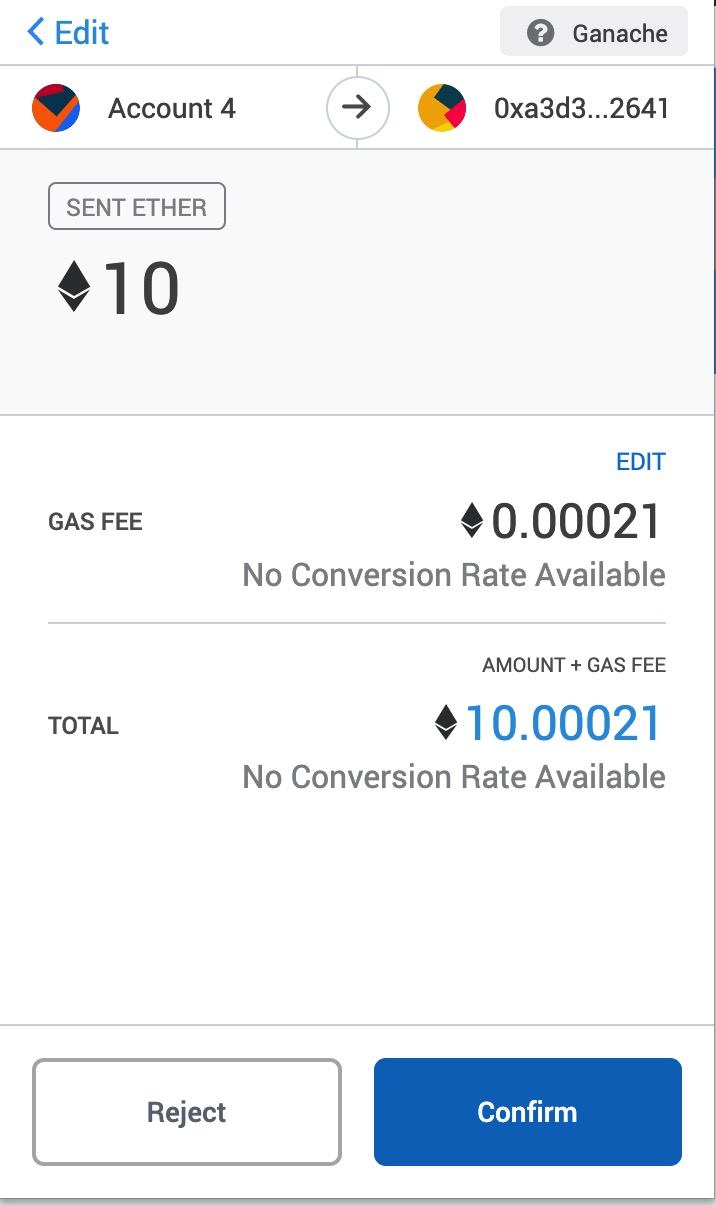 Edit
? Ganache
Account 4
0xa3d3...2641
SENT ETHER
10
EDIT
GAS FEE 0.00021
No Conversion Rate Available
AMOUNT + GAS FEE
TOTAL 10.00021
No Conversion Rate Available
Reject
Confirm